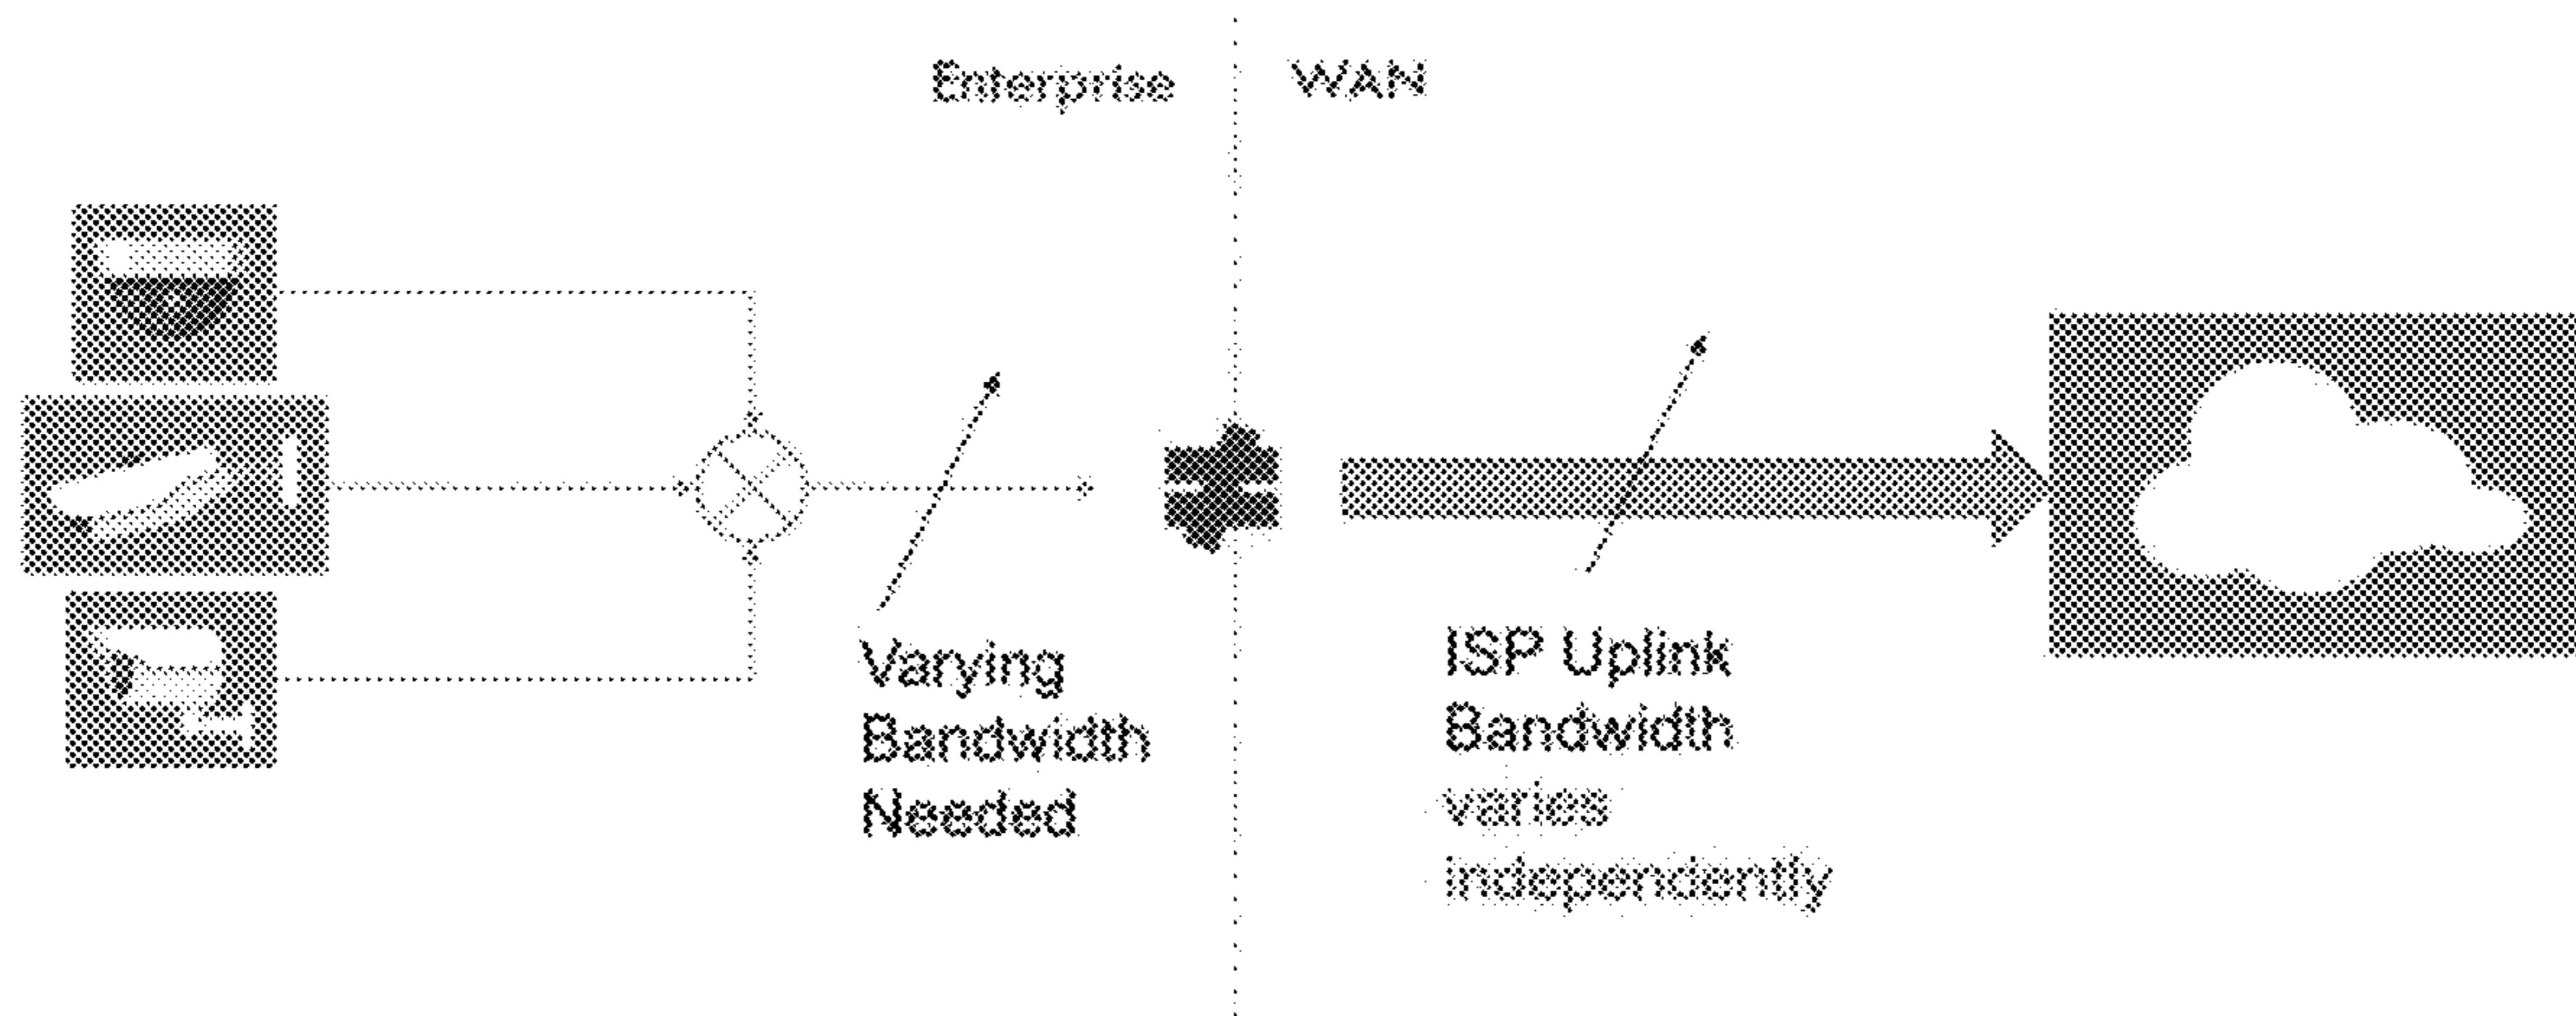 Enterprise
WAN
Varying
Bandwidth
Needed
ISP Uplink
Bandwidth
varies
independently